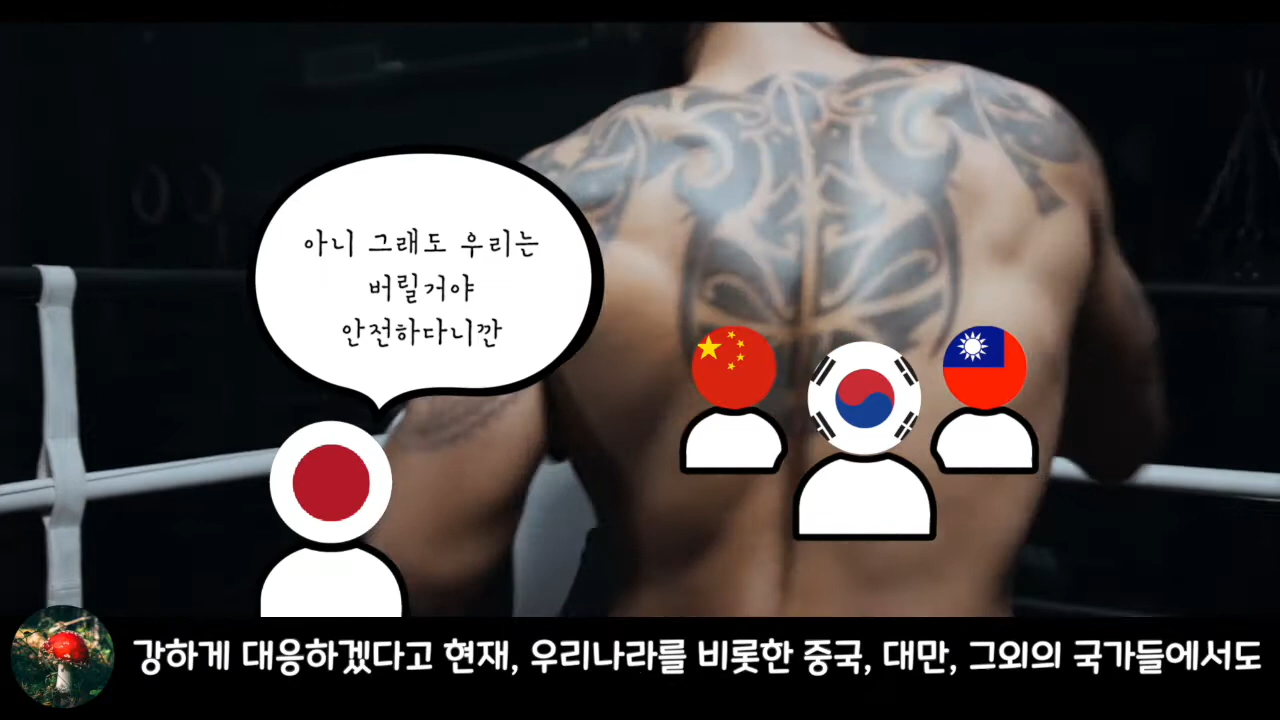 아니 그래도 우리는
버릴거야
안전하다니깐
강하게 대응하겠다고 현재, 우리나라를 비롯한 중국, 대만, 그외의 국가들에서도